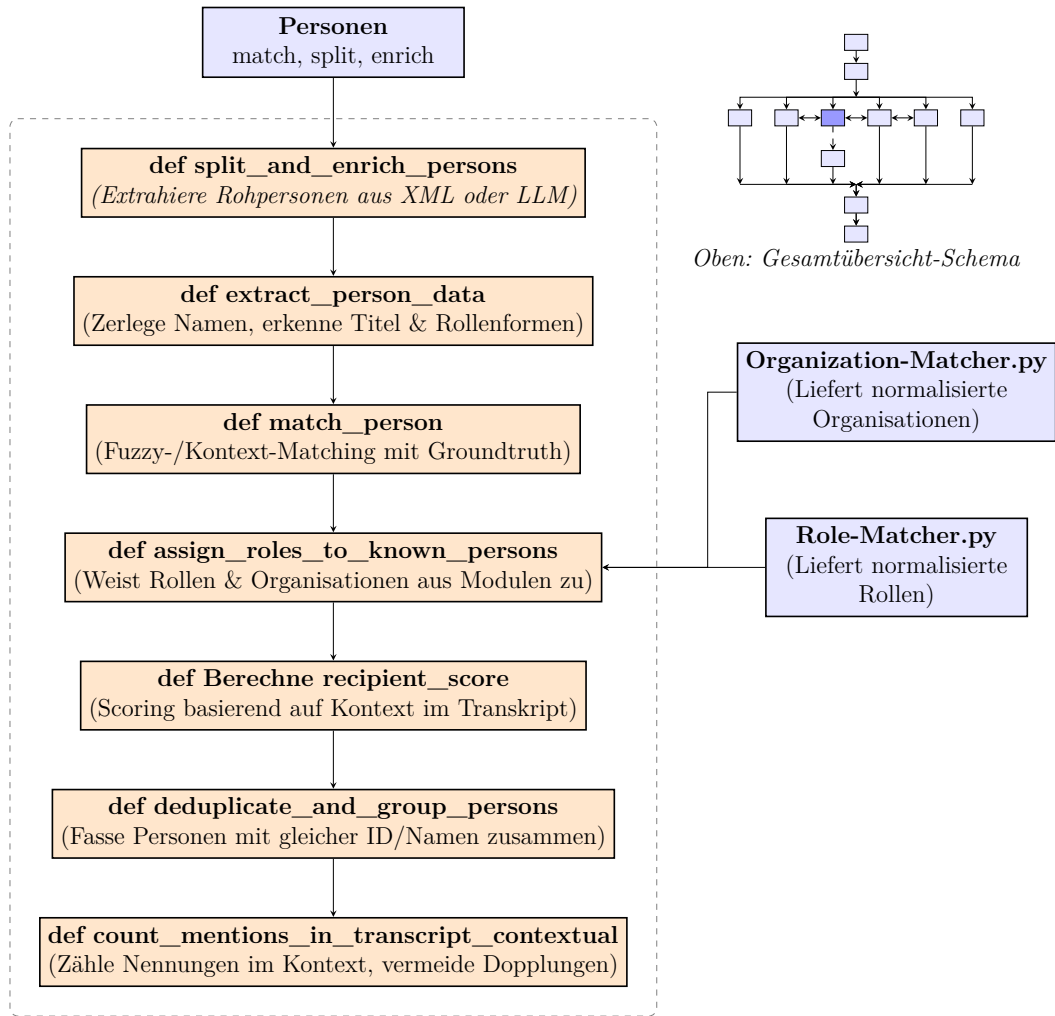 Personen
match, split, enrich
def split_and_enrich_persons
(Extrahiere Rohpersonen aus XML oder LLM)
def extract_person_data
(Zerlege Namen, erkenne Titel & Rollenformen)
def match_person
(Fuzzy-/Kontext-Matching mit Groundtruth)
def assign_roles_to_known_persons
(Weist Rollen & Organisationen aus Modulen zu)
def Berechne recipient_score
(Scoring basierend auf Kontext im Transkript)
def deduplicate_and_group_persons
(Fasse Personen mit gleicher ID/Namen zusammen)
def count_mentions_in_transcript_contextual
(Zähle Nennungen im Kontext, vermeide Dopplungen)
Oben: Gesamtübersicht-Schema
Organization-Matcher.py
(Liefert normalisierte
Organisationen)
Role-Matcher.py
(Liefert normalisierte
Rollen)